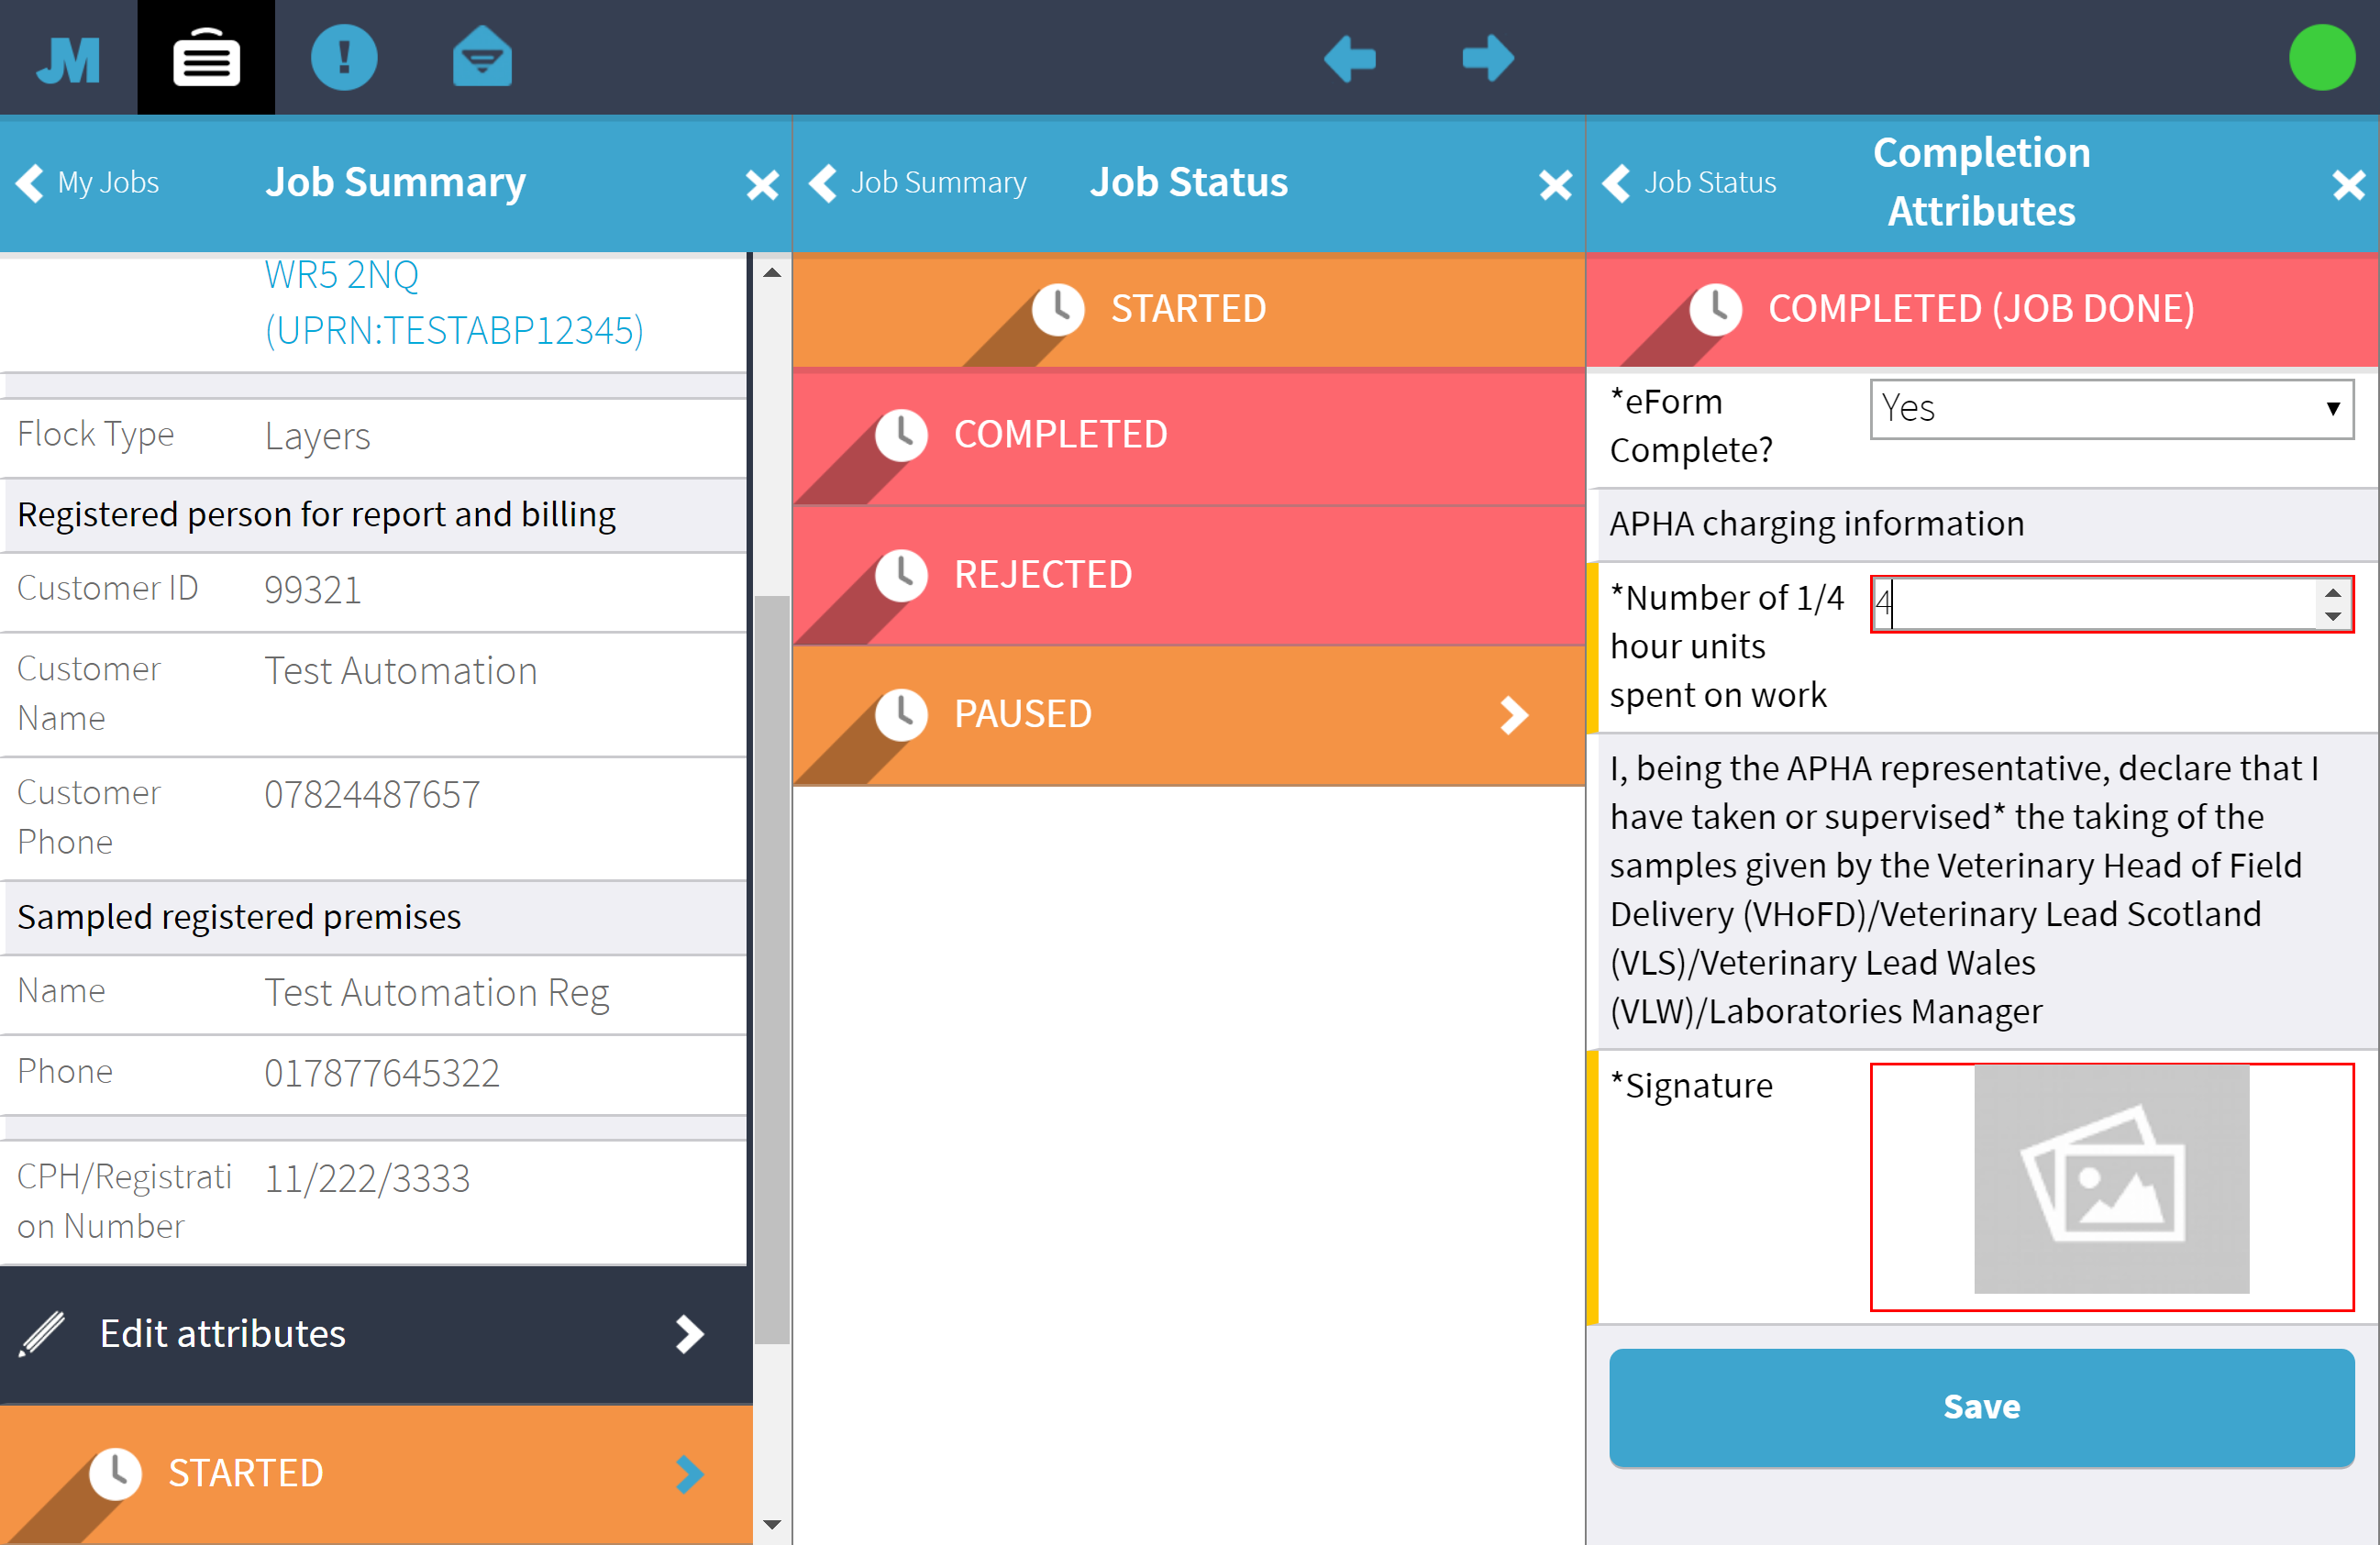 JM
My Jobs
Job Summary
WR5 2NQ
(UPRN:TESTABP12345)
Flock Type
Layers
Registered person for report and billing
Customer ID
99321
Customer
Name
Test Automation
Customer
Phone
07824487657
Sampled registered premises
Name
Test Automation Reg
Phone
017877645322
CPH/Registrati
on Number
11/222/3333
Edit attributes
STARTED
Job Summary
Job Status
STARTED
COMPLETED
REJECTED
PAUSED
Job Status
Completion
Attributes
COMPLETED (JOB DONE)
*eForm
Complete?
Yes
APHA charging information
*Number of 1/4
hour units
spent on work
4
I, being the APHA representative, declare that I
have taken or supervised* the taking of the
samples given by the Veterinary Head of Field
Delivery (VHoFD)/Veterinary Lead Scotland
(VLS)/Veterinary Lead Wales
(VLW)/Laboratories Manager
*Signature
Save